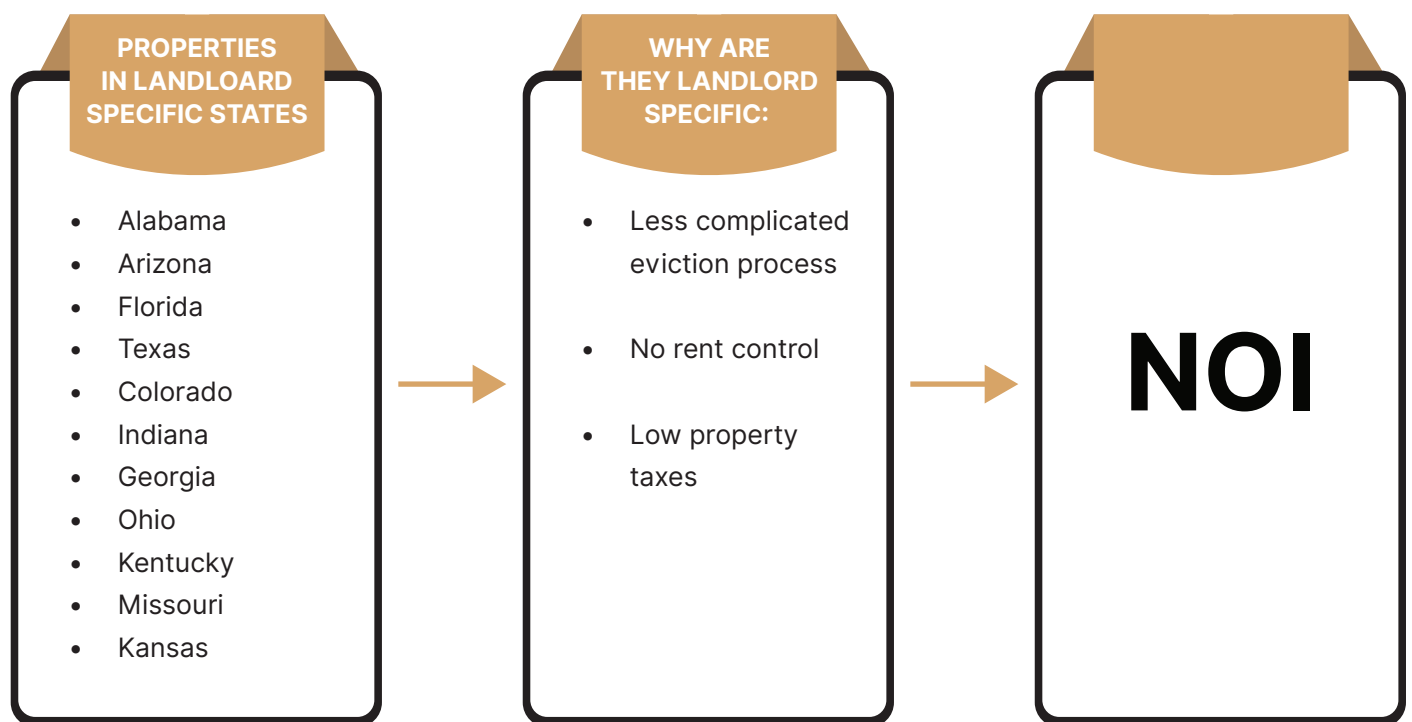 PROPERTIES
IN LANDLOARD
SPECIFIC STATES
• Alabama
• Arizona
• Florida
• Texas
• Colorado
• Indiana
• Georgia
• Ohio
• Kentucky
• Missouri
• Kansas
WHY ARE
THEY LANDLORD
SPECIFIC:
• Less complicated
eviction process
• No rent control
• Low property
taxes
NOI